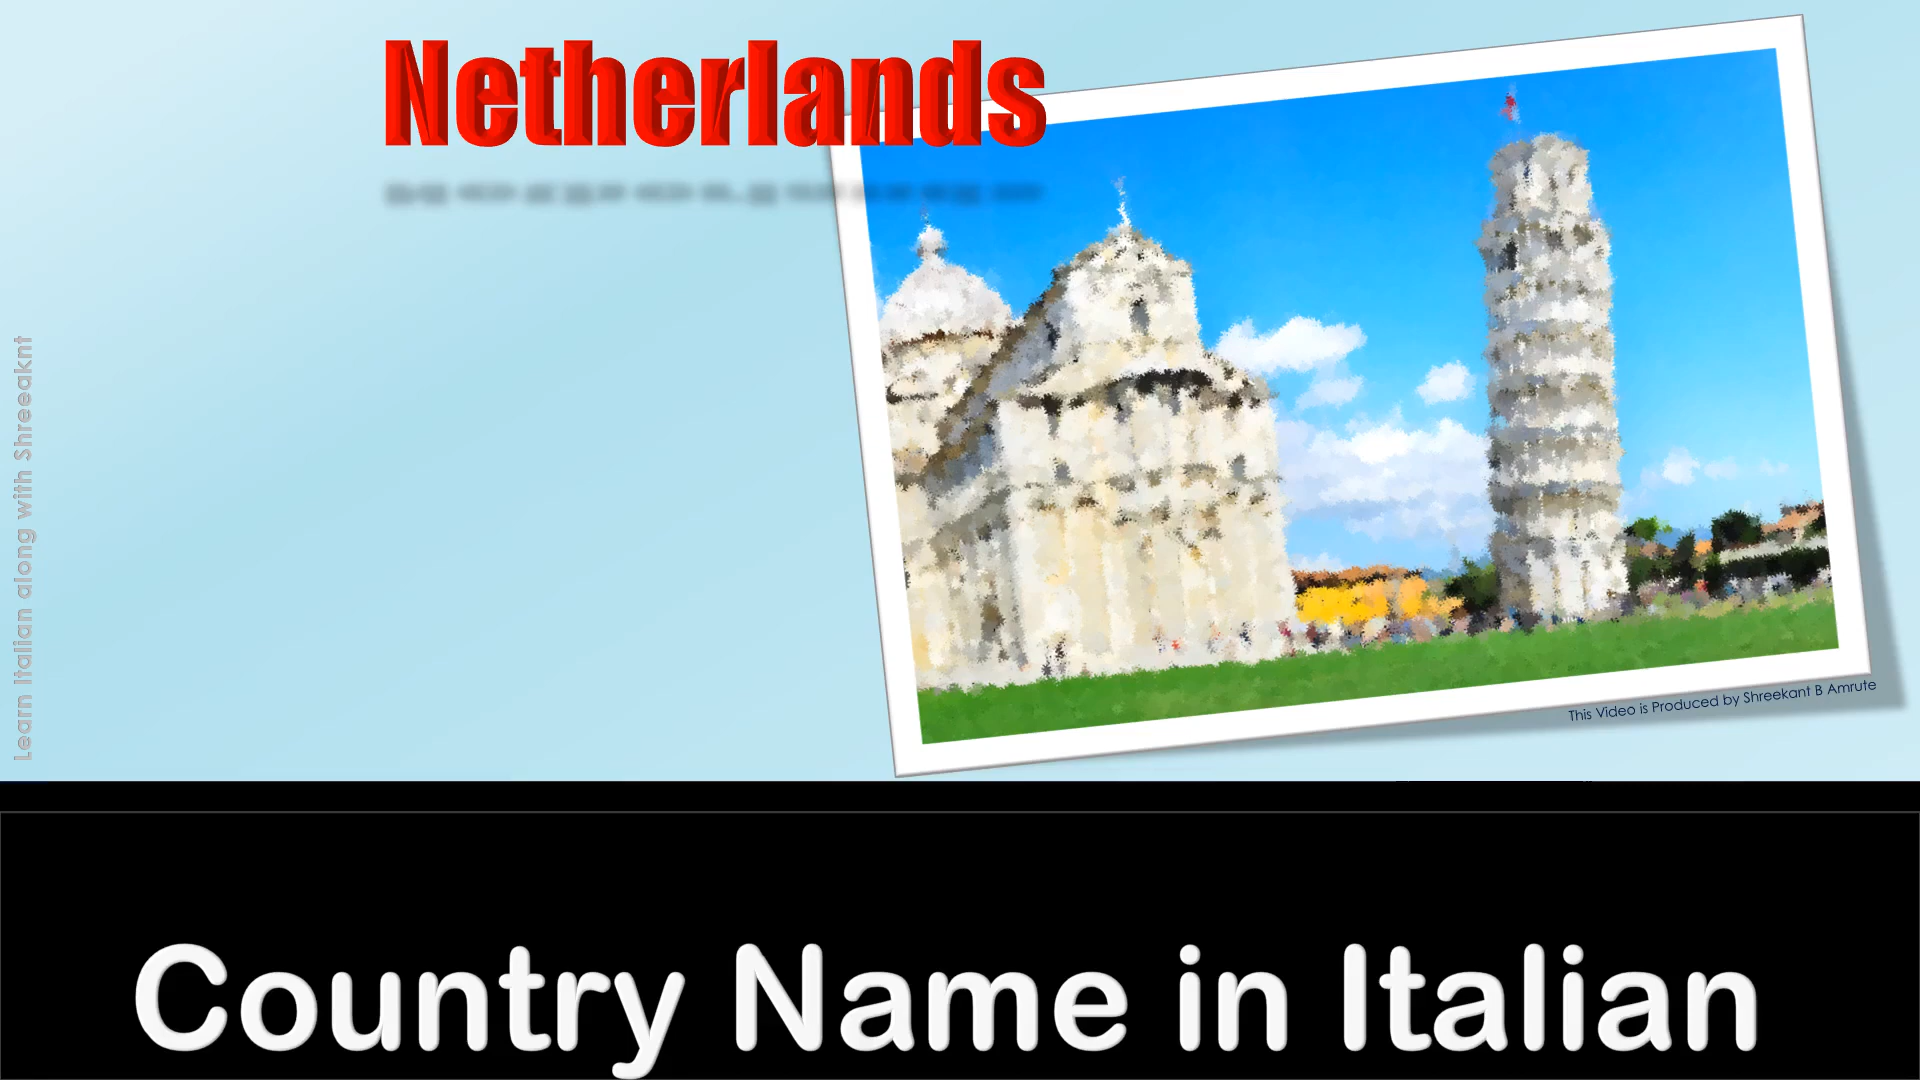 Netherlands
Learn Italian along with Shreeaknt
This Video is Produced by Shreekant B Amrute
Country Name in Italian